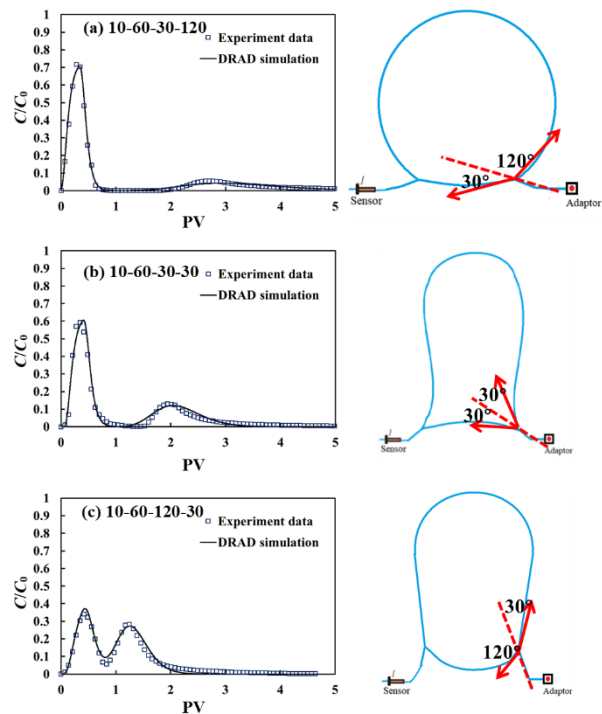 (a) 10-60-30-120
Experiment data
DRAD simulation
C/C0
1
0.9
0.8
0.7
0.6
0.5
0.4
0.3
0.2
0.1
0
0 1 2 3 4 5
PV
120°
30°
Sensor
Adaptor
(b) 10-60-30-30
Experiment data
DRAD simulation
C/C0
1
0.9
0.8
0.7
0.6
0.5
0.4
0.3
0.2
0.1
0
0 1 2 3 4 5
PV
30°
30°
Sensor
Adaptor
(c) 10-60-120-30
Experiment data
DRAD simulation
C/C0
1
0.9
0.8
0.7
0.6
0.5
0.4
0.3
0.2
0.1
0
0 1 2 3 4 5
PV
30°
120°
Sensor
Adaptor